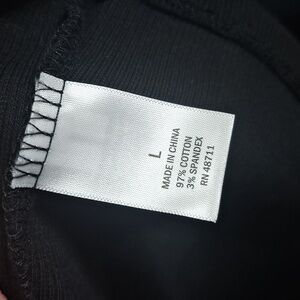 L
MADE IN CHINA
97% COTTON
3% SPANDEX
RN 48711